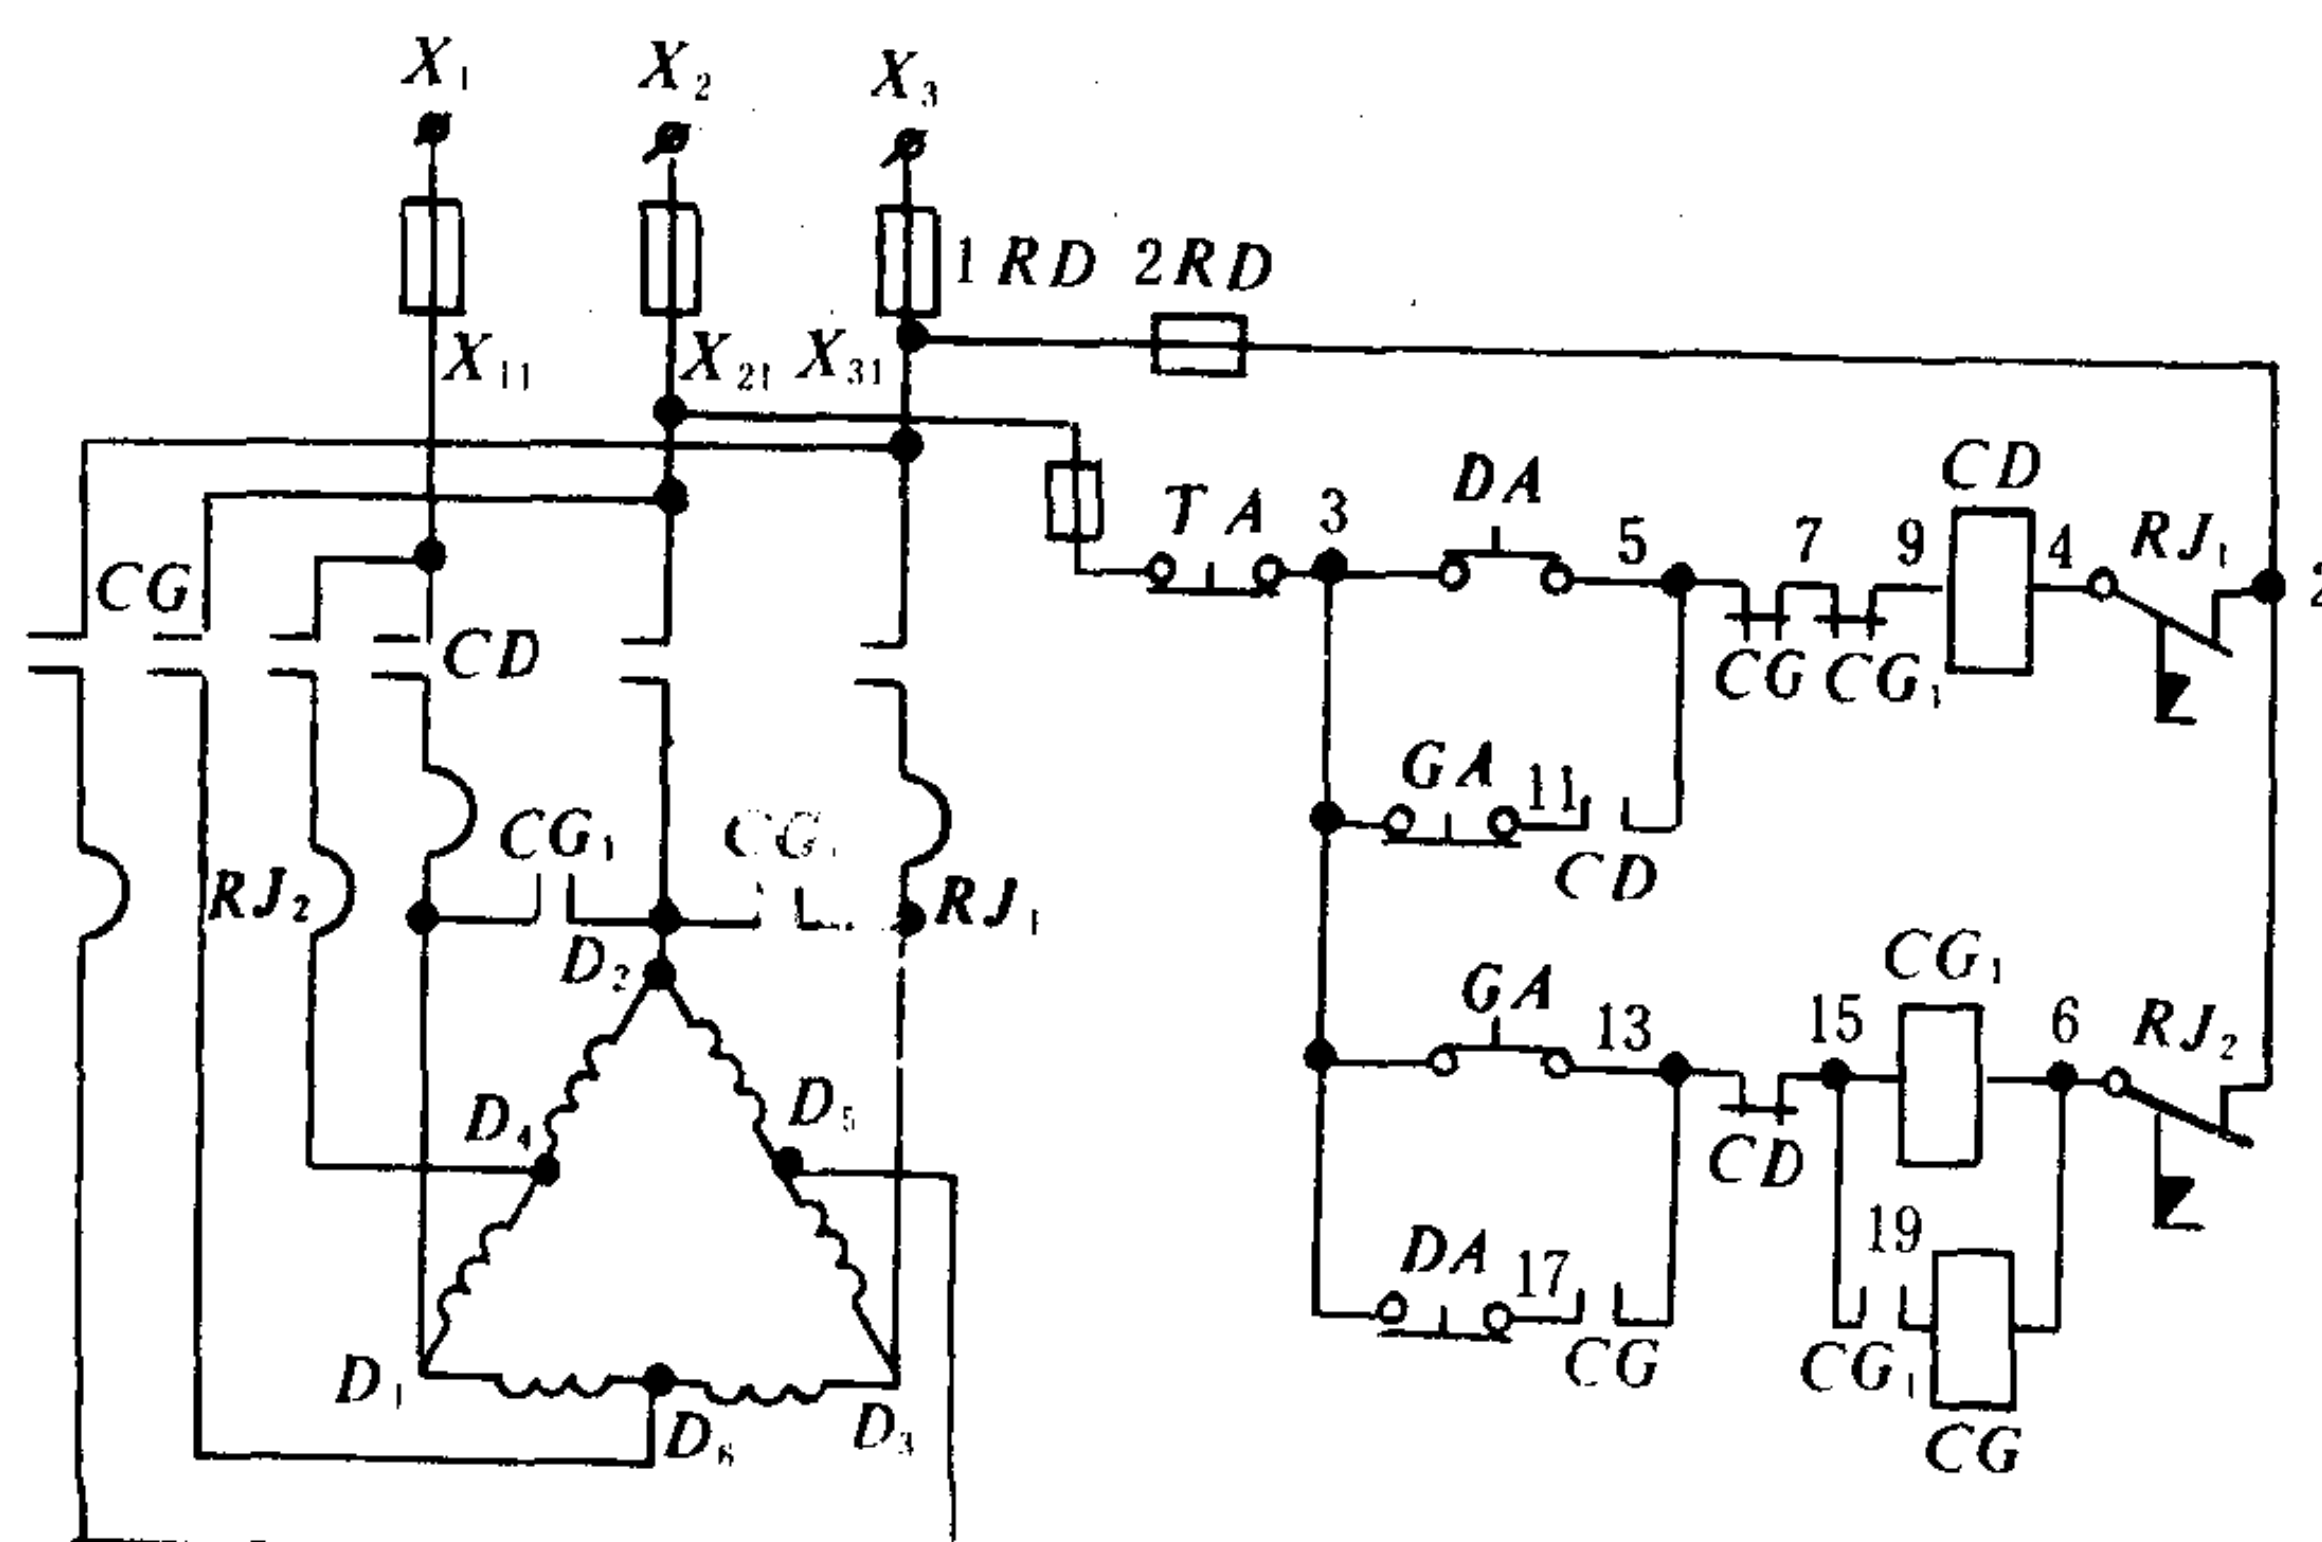 X₁ X₂ X₃
1RD 2RD
X₁₁ X₂₁ X₃₁
CD
TA 3 DA 5 7 9 4 RJ₁ 2
CG
CD
CG CG₁
GA 11
CG₁ CG₁
CD
RJ₂ RJ₁
D₂ CG₁
GA 13 15 6 RJ₂
D₄ D₅
CD
19
DA 17
D₁ CG CG₁
D₆ D₃ CG